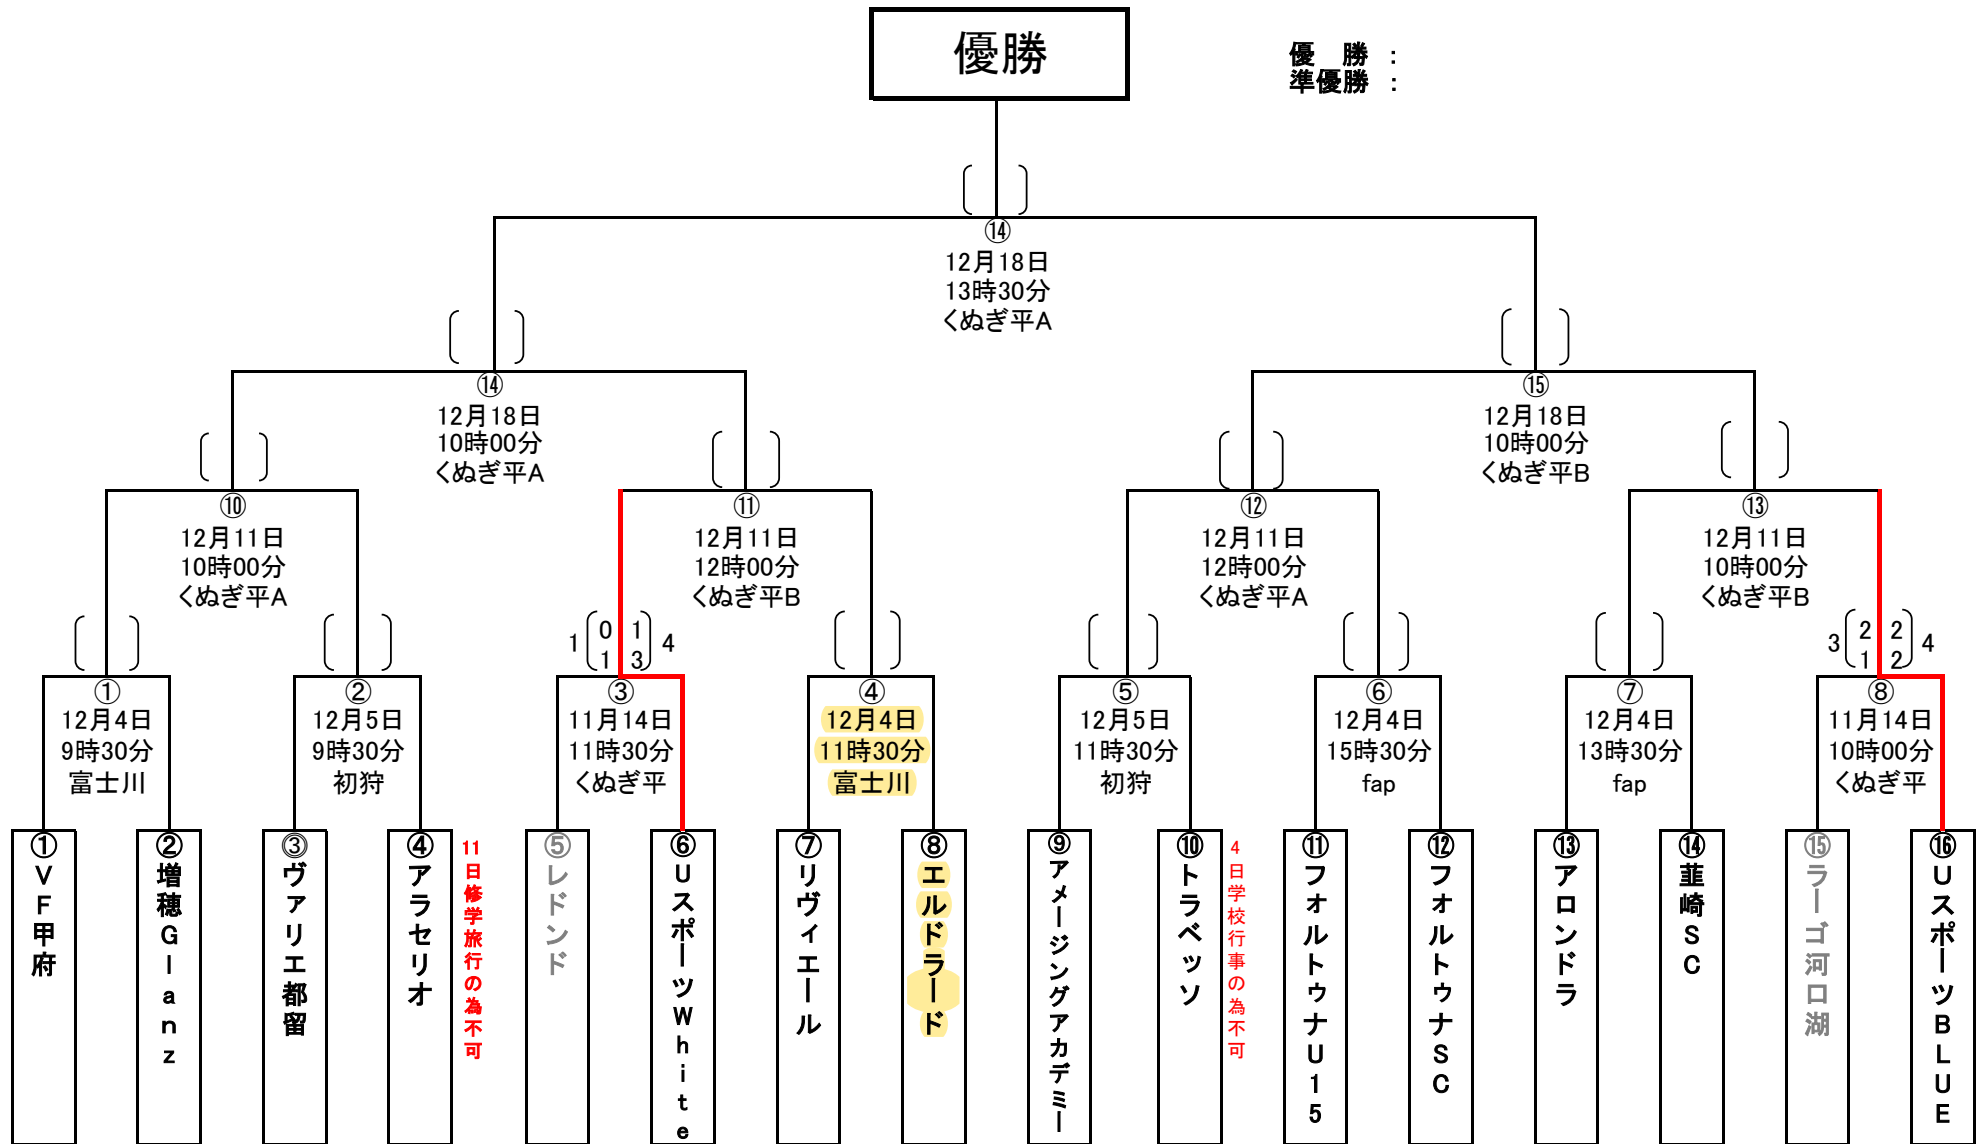 優勝
優　勝　：
準優勝　：
⑭
12月18日
13時30分
くぬぎ平A
⑭
12月18日
10時00分
くぬぎ平A
⑮
12月18日
10時00分
くぬぎ平B
⑩
12月11日
10時00分
くぬぎ平A
⑪
12月11日
12時00分
くぬぎ平B
⑫
12月11日
12時00分
くぬぎ平A
⑬
12月11日
10時00分
くぬぎ平B
1 0 1 4
1 3
3 2 2 4
1 2
①
12月4日
9時30分
富士川
②
12月5日
9時30分
初狩
③
11月14日
11時30分
くぬぎ平
④
12月4日
11時30分
富士川
⑤
12月5日
11時30分
初狩
⑥
12月4日
15時30分
fap
⑦
12月4日
13時30分
fap
⑧
11月14日
10時00分
くぬぎ平
①VF甲府
②増穂Glanz
③ヴァリエ都留
④アラセリオ
11日修学旅行の為不可
⑤レドンド
⑥UスポーツWhite
⑦リヴィエール
⑧エルドラード
⑨アメージングアカデミー
⑩トラベッソ
4日学校行事の為不可
⑪フォルトゥナU15
⑫フォルトゥナSC
⑬アロンドラ
⑭韮崎SC
⑮ラーゴ河口湖
⑯UスポーツBLUE